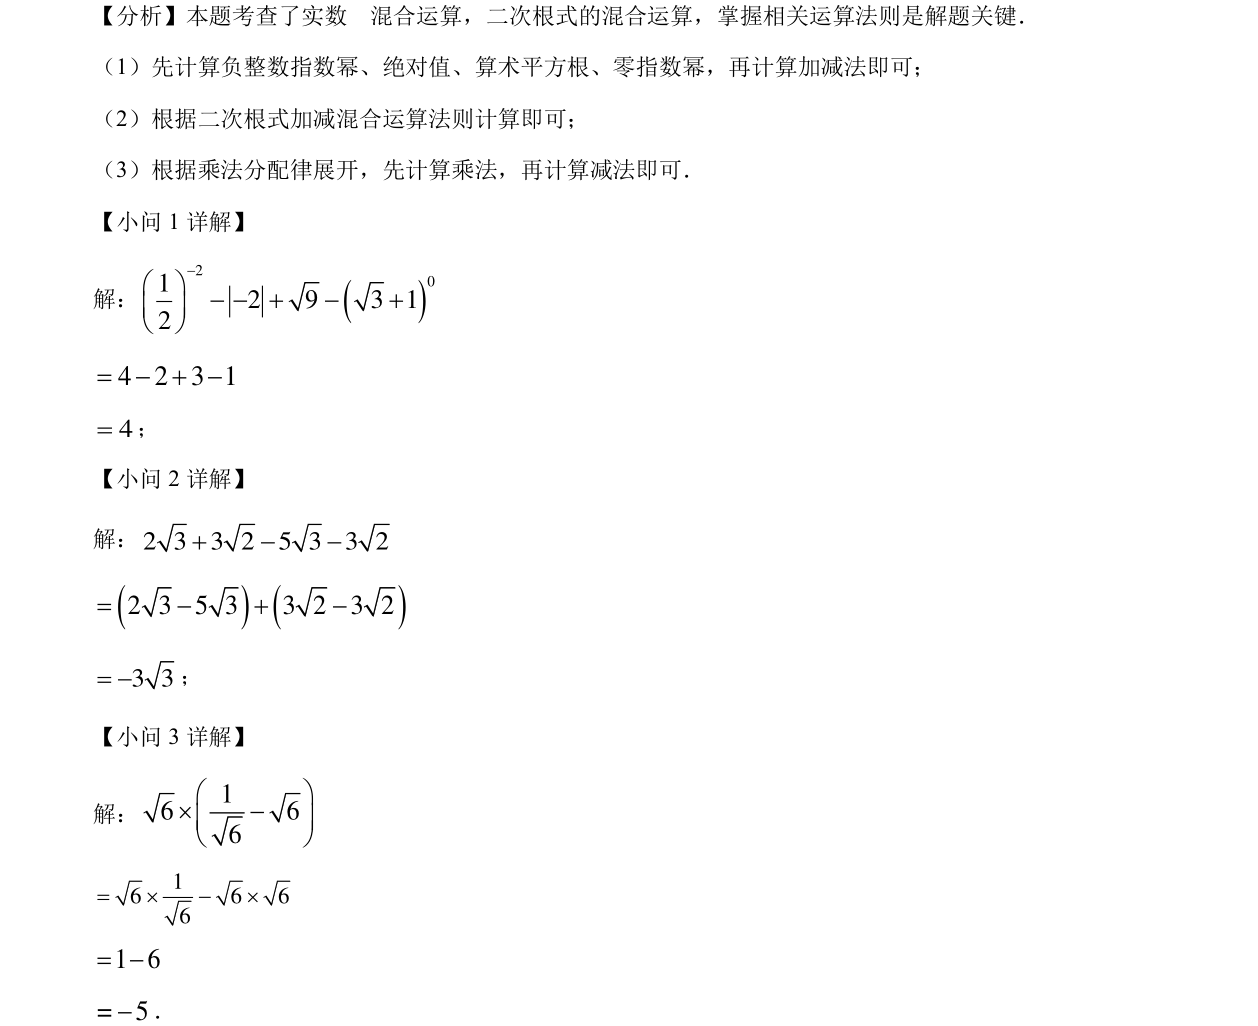 【分析】本题考查了实数 混合运算，二次根式的混合运算，掌握相关运算法则是解题关键．
（1）先计算负整数指数幂、绝对值、算术平方根、零指数幂，再计算加减法即可；
（2）根据二次根式加减混合运算法则计算即可；
（3）根据乘法分配律展开，先计算乘法，再计算减法即可．
【小问 1 详解】
解：(1/2)^{-2} −|−2|+√9−(√3+1)^0
=4−2+3−1
=4；
【小问 2 详解】
解：2√3+3√2−5√3−3√2
=(2√3−5√3)+(3√2−3√2)
=−3√3；
【小问 3 详解】
解：√6×(1/√6−√6)
=√6×1/√6−√6×√6
=1−6
=−5．